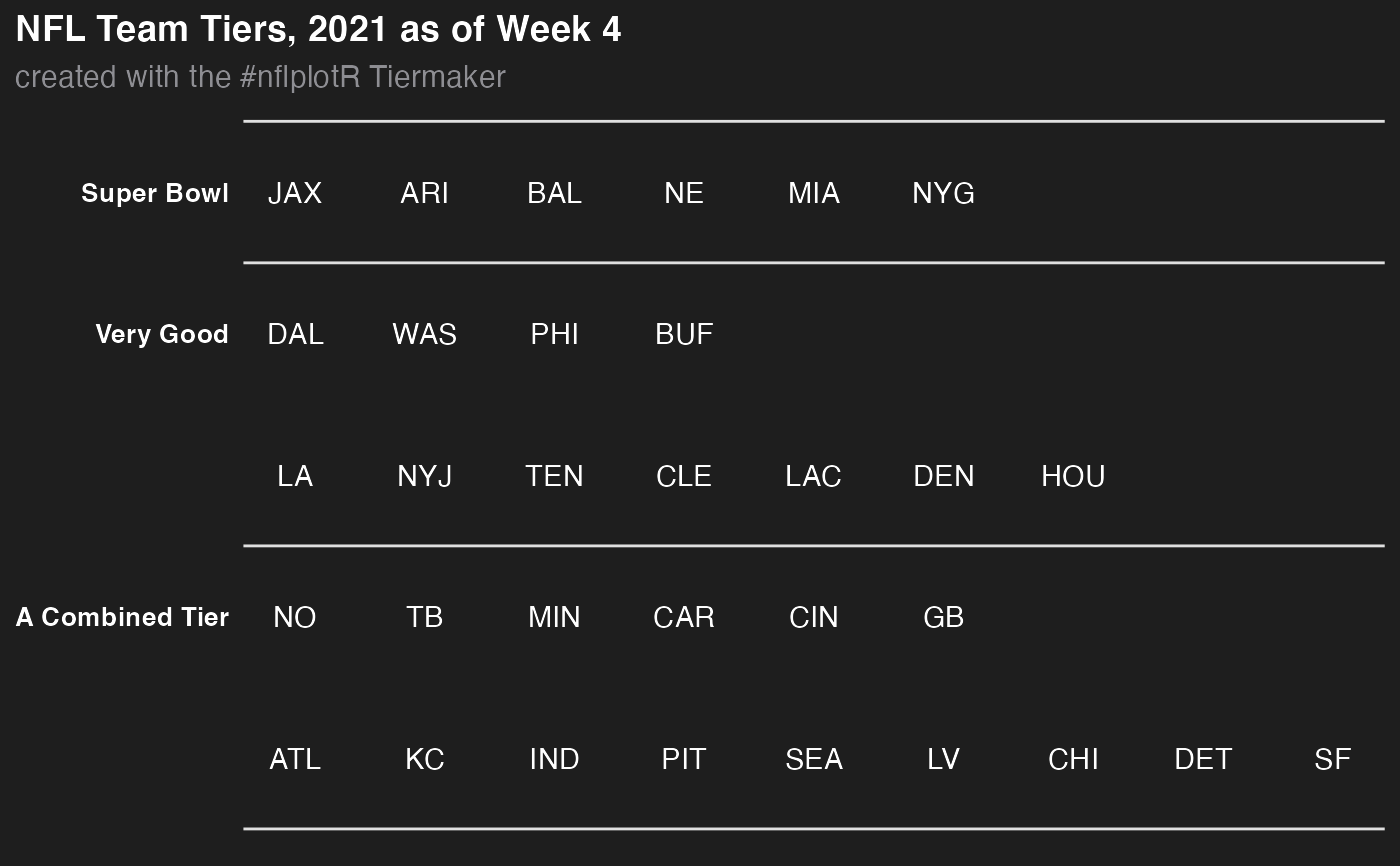 NFL Team Tiers, 2021 as of Week 4
created with the #nflplotR Tiermaker
Super Bowl JAX ARI BAL NE MIA NYG
Very Good DAL WAS PHI BUF
LA NYJ TEN CLE LAC DEN HOU
A Combined Tier NO TB MIN CAR CIN GB
ATL KC IND PIT SEA LV CHI DET SF